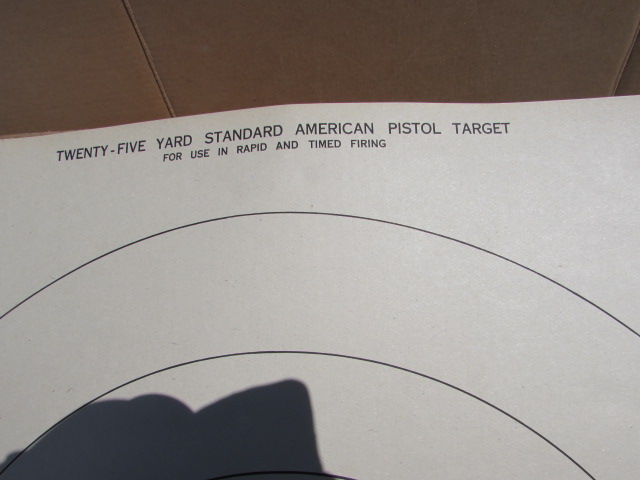 TWENTY-FIVE YARD STANDARD AMERICAN PISTOL TARGET
FOR USE IN RAPID AND TIMED FIRING